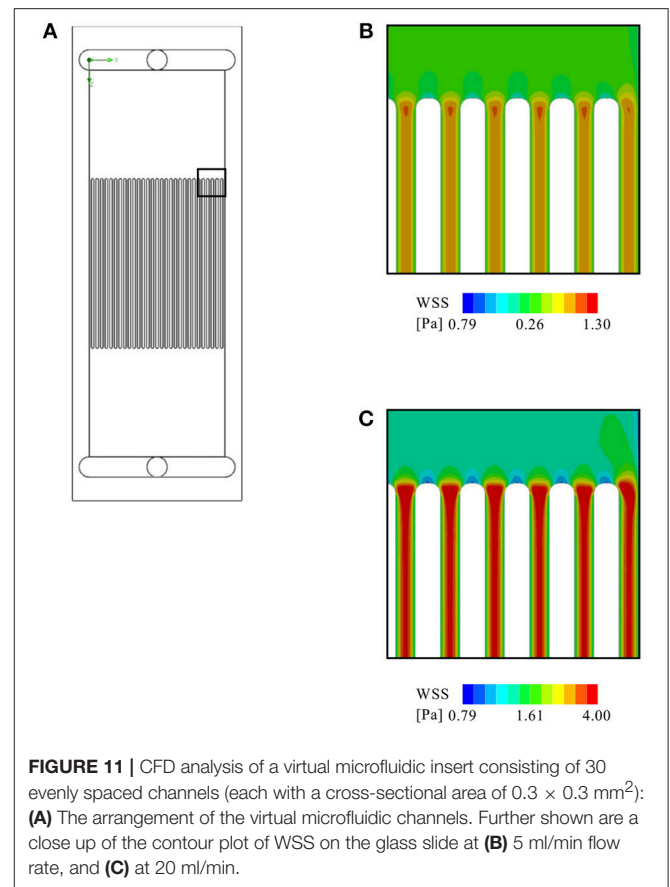 A
x
z
B
WSS
[Pa] 0.79 0.26 1.30
C
WSS
[Pa] 0.79 1.61 4.00
FIGURE 11 | CFD analysis of a virtual microfluidic insert consisting of 30
evenly spaced channels (each with a cross-sectional area of 0.3 × 0.3 mm²):
(A) The arrangement of the virtual microfluidic channels. Further shown are a
close up of the contour plot of WSS on the glass slide at (B) 5 ml/min flow
rate, and (C) at 20 ml/min.